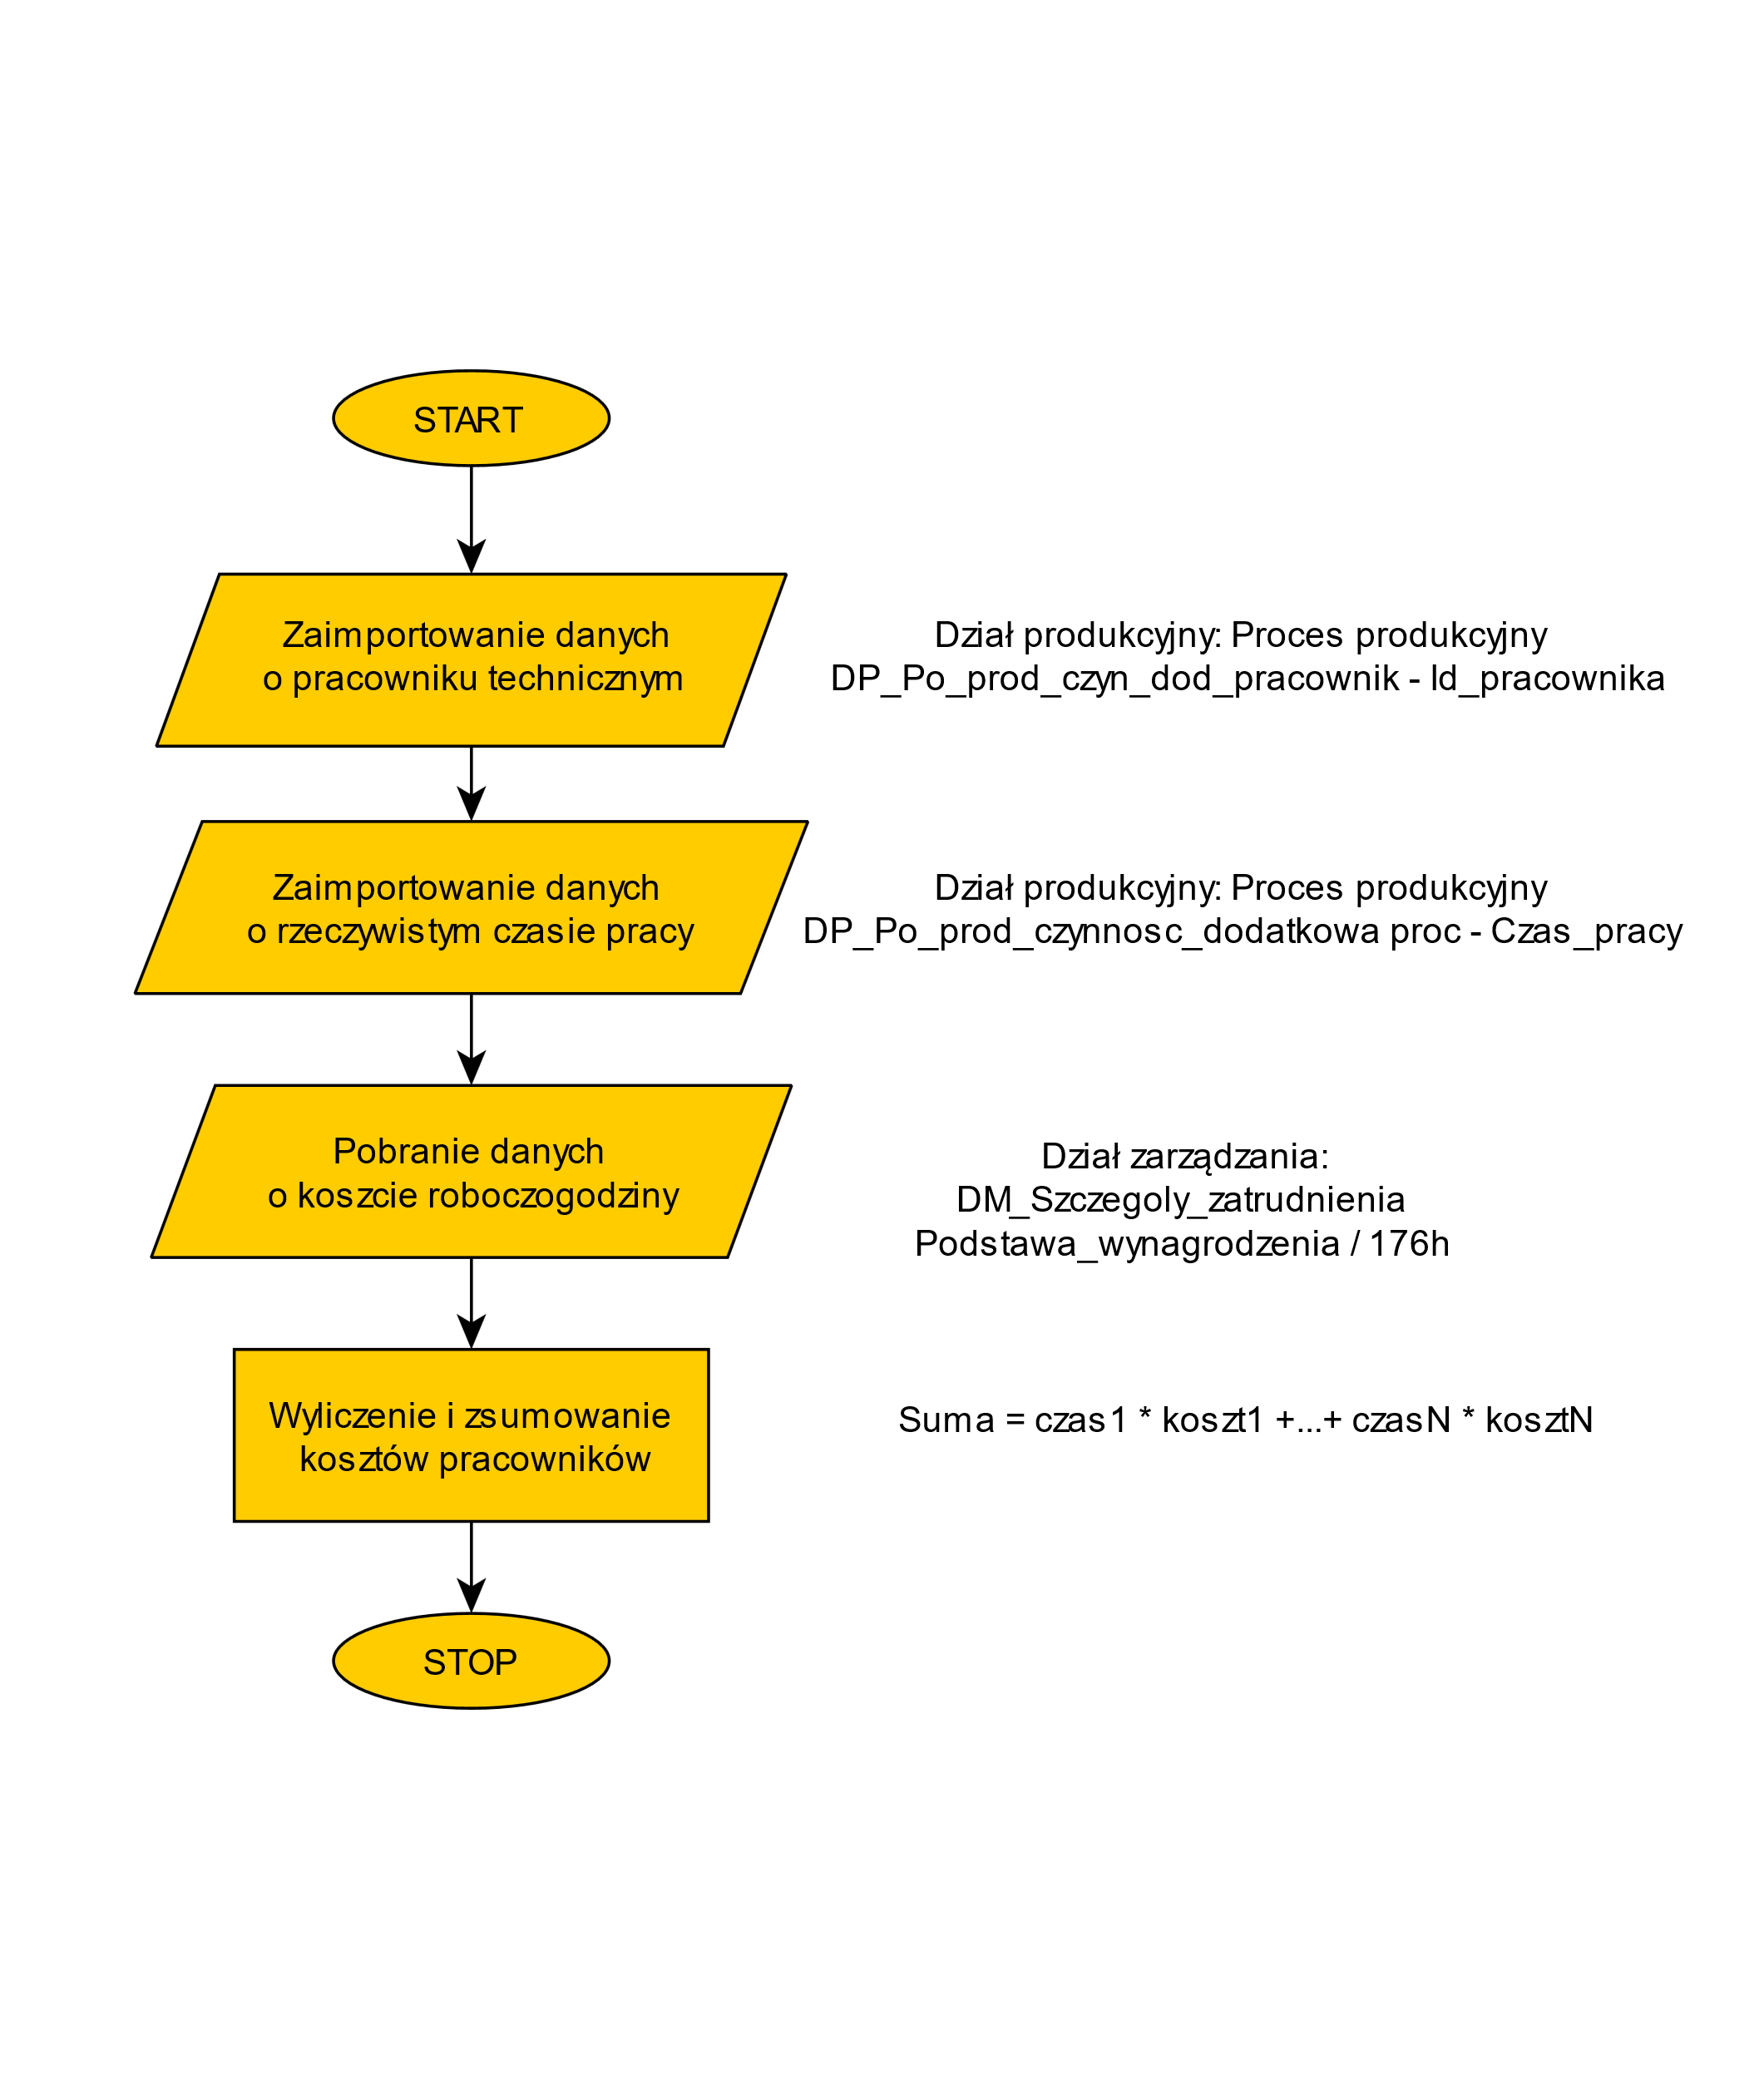 START
Zaimportowanie danych
o pracowniku technicznym
Dział produkcyjny: Proces produkcyjny
DP_Po_prod_czyn_dod_pracownik - Id_pracownika
Zaimportowanie danych
o rzeczywistym czasie pracy
Dział produkcyjny: Proces produkcyjny
DP_Po_prod_czynnosc_dodatkowa proc - Czas_pracy
Pobranie danych
o koszcie roboczogodziny
Dział zarządzania:
DM_Szczegoly_zatrudnienia
Podstawa_wynagrodzenia / 176h
Wyliczenie i zsumowanie
kosztów pracowników
Suma = czas1 * koszt1 +...+ czasN * kosztN
STOP